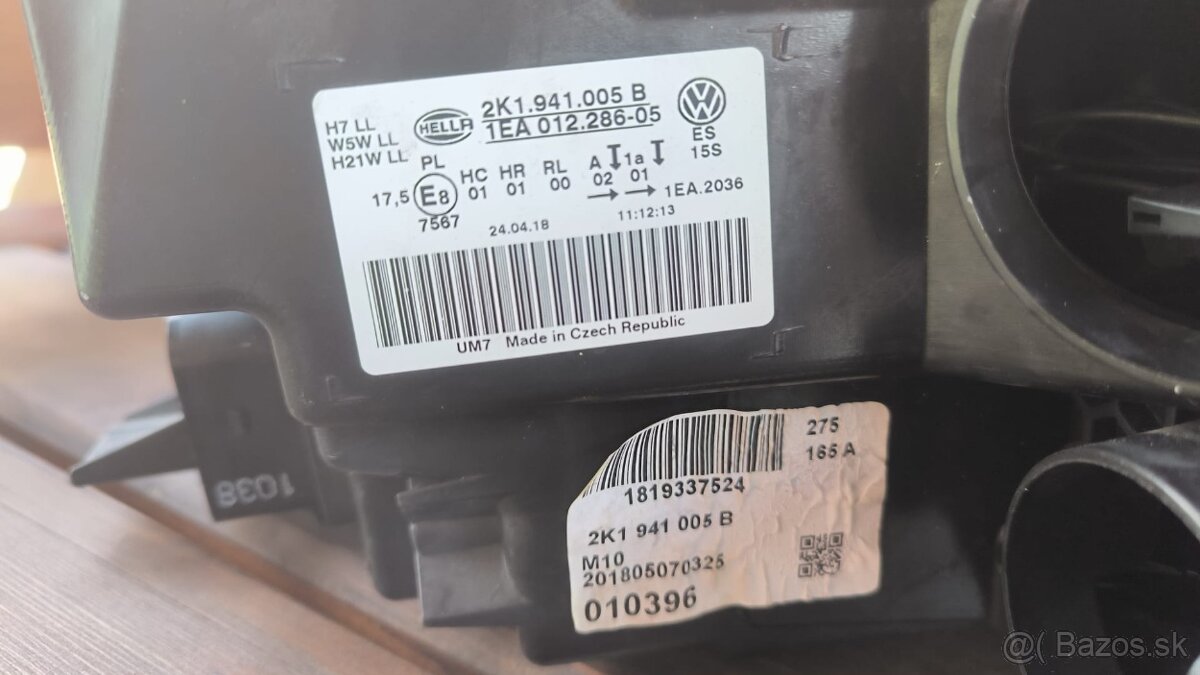 H7 LL
W5W LL
H21W LL
HELLA
2K1.941.005 B
1EA 012.286-05
ES
15S
PL
HC HR RL A 1a
17,5 E8 01 01 00 02 01
7567
1EA.2036
24.04.18 11:12:13
UM7 Made in Czech Republic
1038
275
165 A
1819337524
2K1 941 005 B
M10
201805070325
010396
@( Bazos.sk